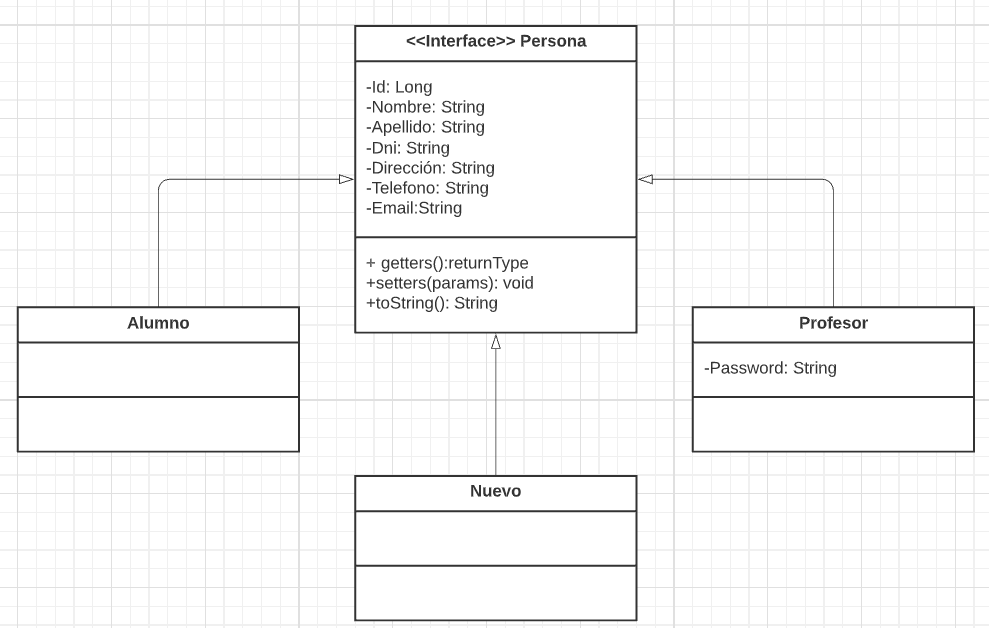 <<Interface>> Persona
-Id: Long
-Nombre: String
-Apellido: String
-Dni: String
-Dirección: String
-Telefono: String
-Email:String
+ getters():returnType
+setters(params): void
+toString(): String
Alumno
Profesor
-Password: String
Nuevo